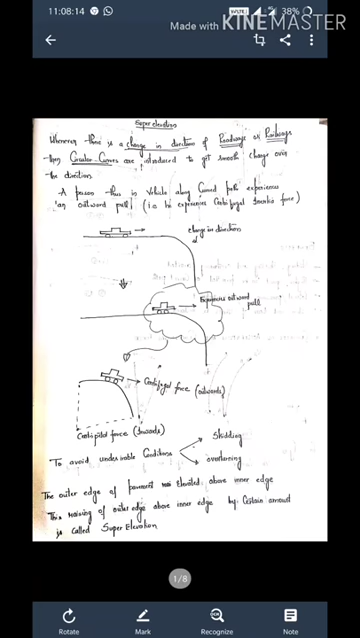 11:08:14
38%
Made with KINEMASTER
Super elevation
Whenever there is a change in direction of Roadways or Railways
then Circular Curves are introduced to get smooth change over
the direction.
A person thus in Vehicle along Curved path experiences
an outward pull (i.e he experiences Centrifugal Inertia force)
change in direction
Experiences outward
pull
Centrifugal force (outwards)
Centripetal force (Inwards)
To avoid undesirable Conditions
Skidding
overturning
The outer edge of pavement was Elevated above inner edge
This raising of outer edge above inner edge by Certain amount
is called Super Elevation
1/8
Rotate
Mark
Recognize
Note